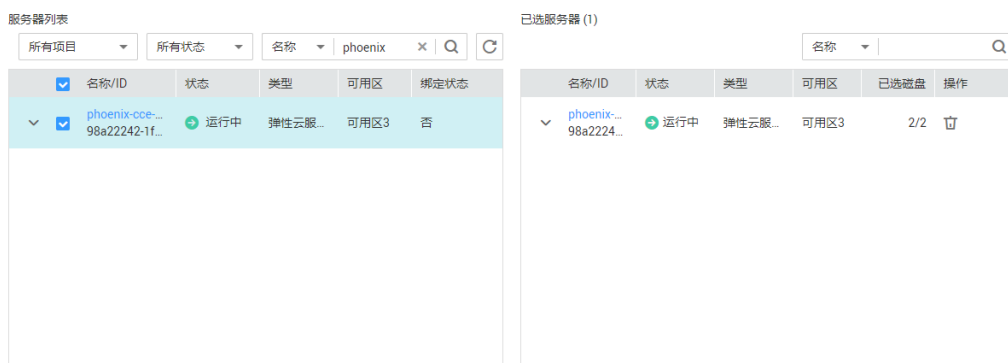 服务器列表
所有项目 所有状态 名称 phoenix
名称/ID 状态 类型 可用区 绑定状态
phoenix-cce-... 运行中 弹性云服... 可用区3 否
98a22242-1f...
已选服务器 (1)
名称
名称/ID 状态 类型 可用区 已选磁盘 操作
phoenix-... 运行中 弹性云服... 可用区3 2/2
98a2224...